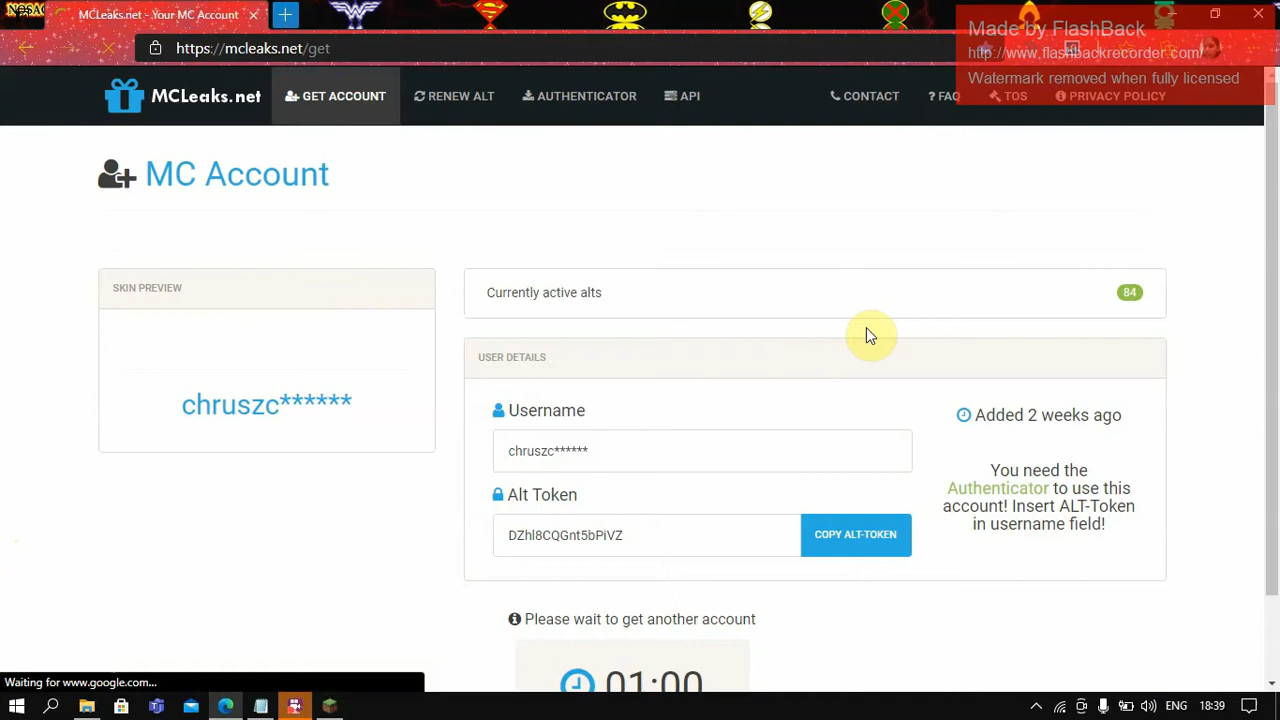 MCLeaks.net - Your MC Account
Made by FlashBack
https://mcleaks.net/get
http://www.flashbackrecorder.com/
Watermark removed when fully licensed
MCLeaks.net
GET ACCOUNT
RENEW ALT
AUTHENTICATOR
API
CONTACT
? FAQ
TOS
PRIVACY POLICY
MC Account
SKIN PREVIEW
chruszc******
Currently active alts
84
USER DETAILS
Username
chruszc******
Alt Token
DZhl8CQGnt5bPiVZ
COPY ALT-TOKEN
Added 2 weeks ago
You need the
Authenticator to use this
account! Insert ALT-Token
in username field!
Please wait to get another account
01:00
Waiting for www.google.com...
ENG
18:39